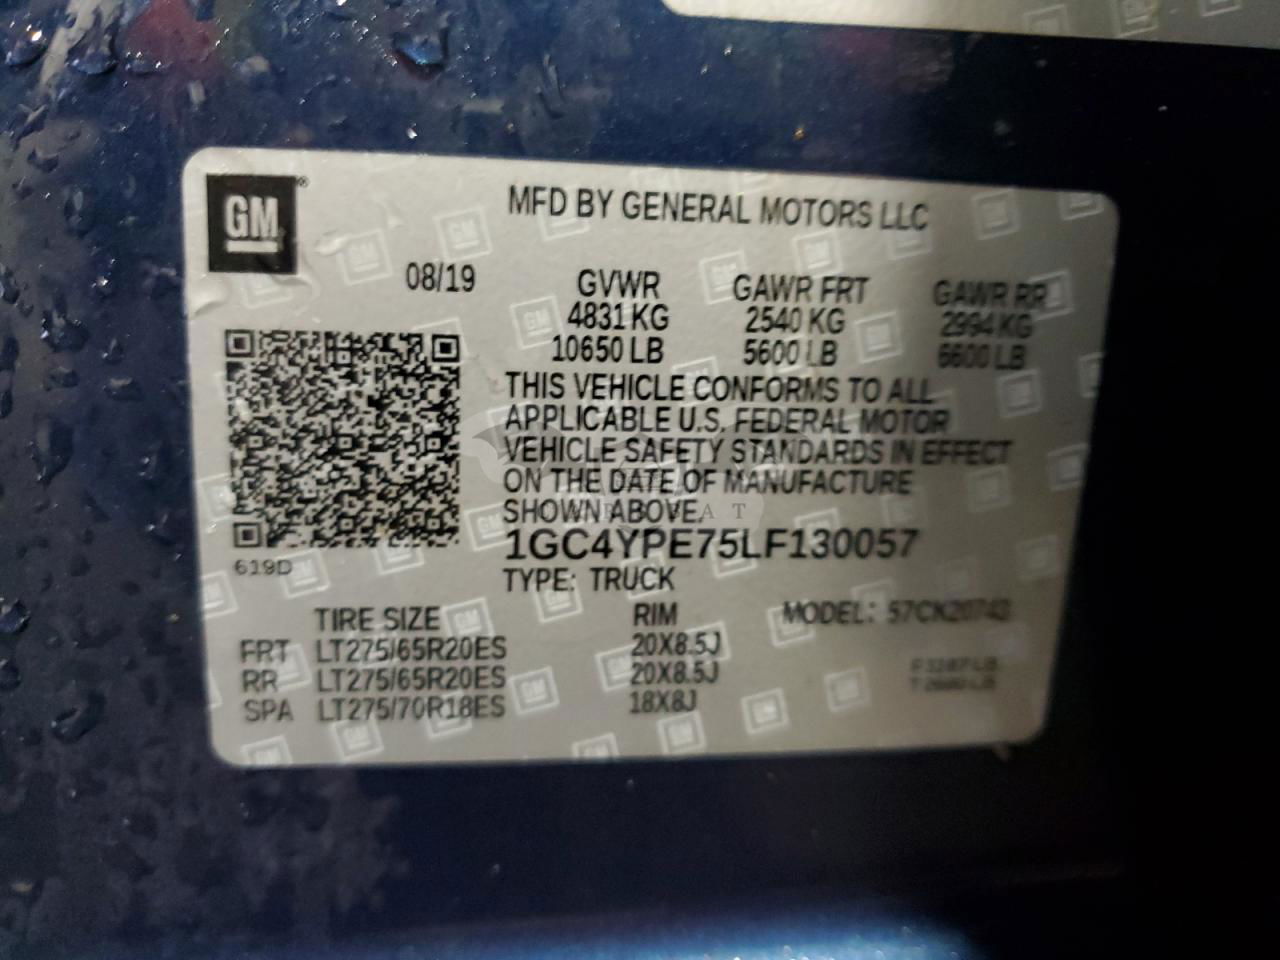 GM
MFD BY GENERAL MOTORS LLC
08/19
GVWR GAWR FRT GAWR RR
4831 KG 2540 KG 2994 KG
10650 LB 5600 LB 6600 LB
THIS VEHICLE CONFORMS TO ALL
APPLICABLE U.S. FEDERAL MOTOR
VEHICLE SAFETY STANDARDS IN EFFECT
ON THE DATE OF MANUFACTURE
SHOWN ABOVE.
1GC4YPE75LF130057
619D
TYPE: TRUCK
TIRE SIZE RIM MODEL: 57CK20743
FRT LT275/65R20ES 20X8.5J
RR LT275/65R20ES 20X8.5J
SPA LT275/70R18ES 18X8J